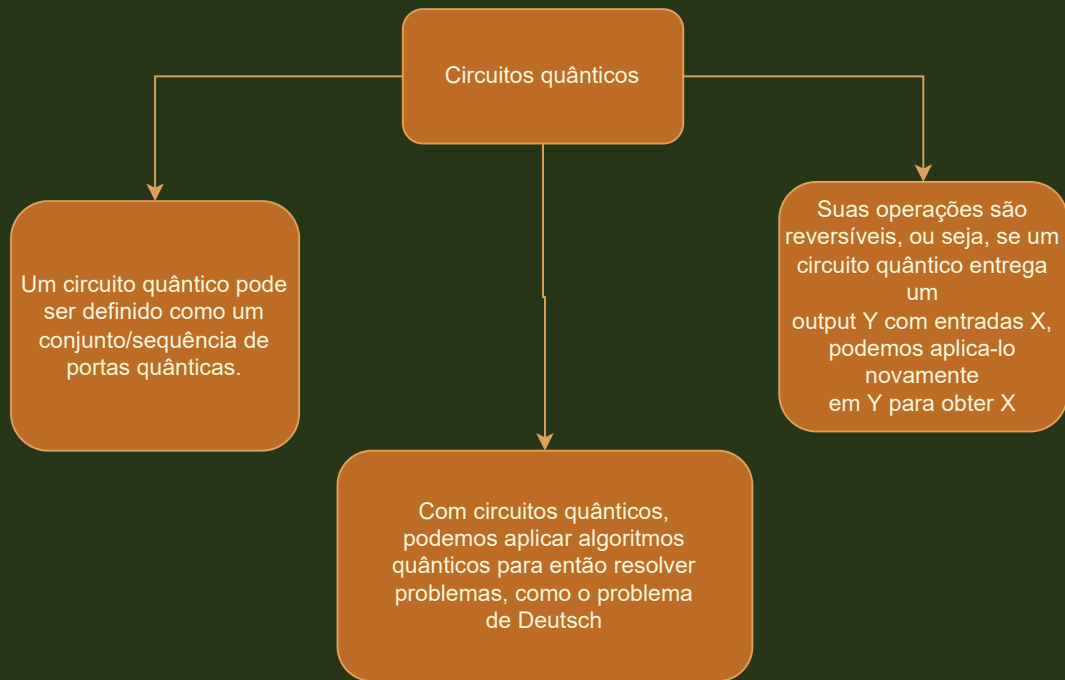 Circuitos quânticos
Um circuito quântico pode
ser definido como um
conjunto/sequência de
portas quânticas.
Suas operações são
reversíveis, ou seja, se um
circuito quântico entrega
um
output Y com entradas X,
podemos aplica-lo
novamente
em Y para obter X
Com circuitos quânticos,
podemos aplicar algoritmos
quânticos para então resolver
problemas, como o problema
de Deutsch